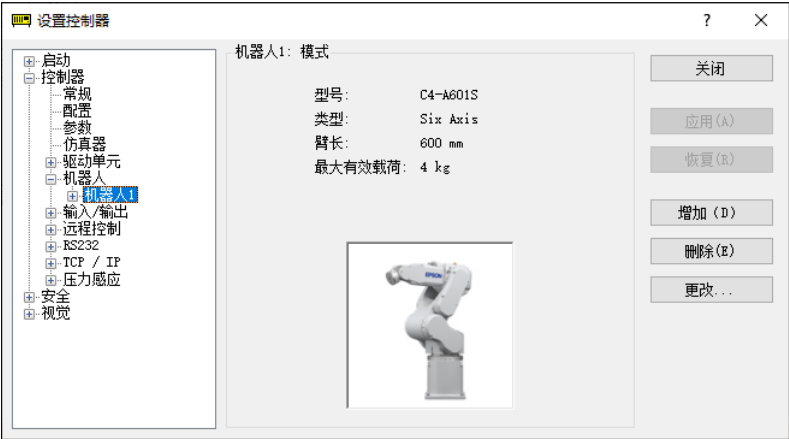 设置控制器
?
启动
控制器
常规
配置
参数
仿真器
驱动单元
机器人
机器人1
输入/输出
远程控制
RS232
TCP / IP
压力感应
安全
视觉
机器人1: 模式
型号: C4-A601S
类型: Six Axis
臂长: 600 mm
最大有效载荷: 4 kg
EPSON
关闭
应用(A)
恢复(R)
增加 (D)
删除(E)
更改...